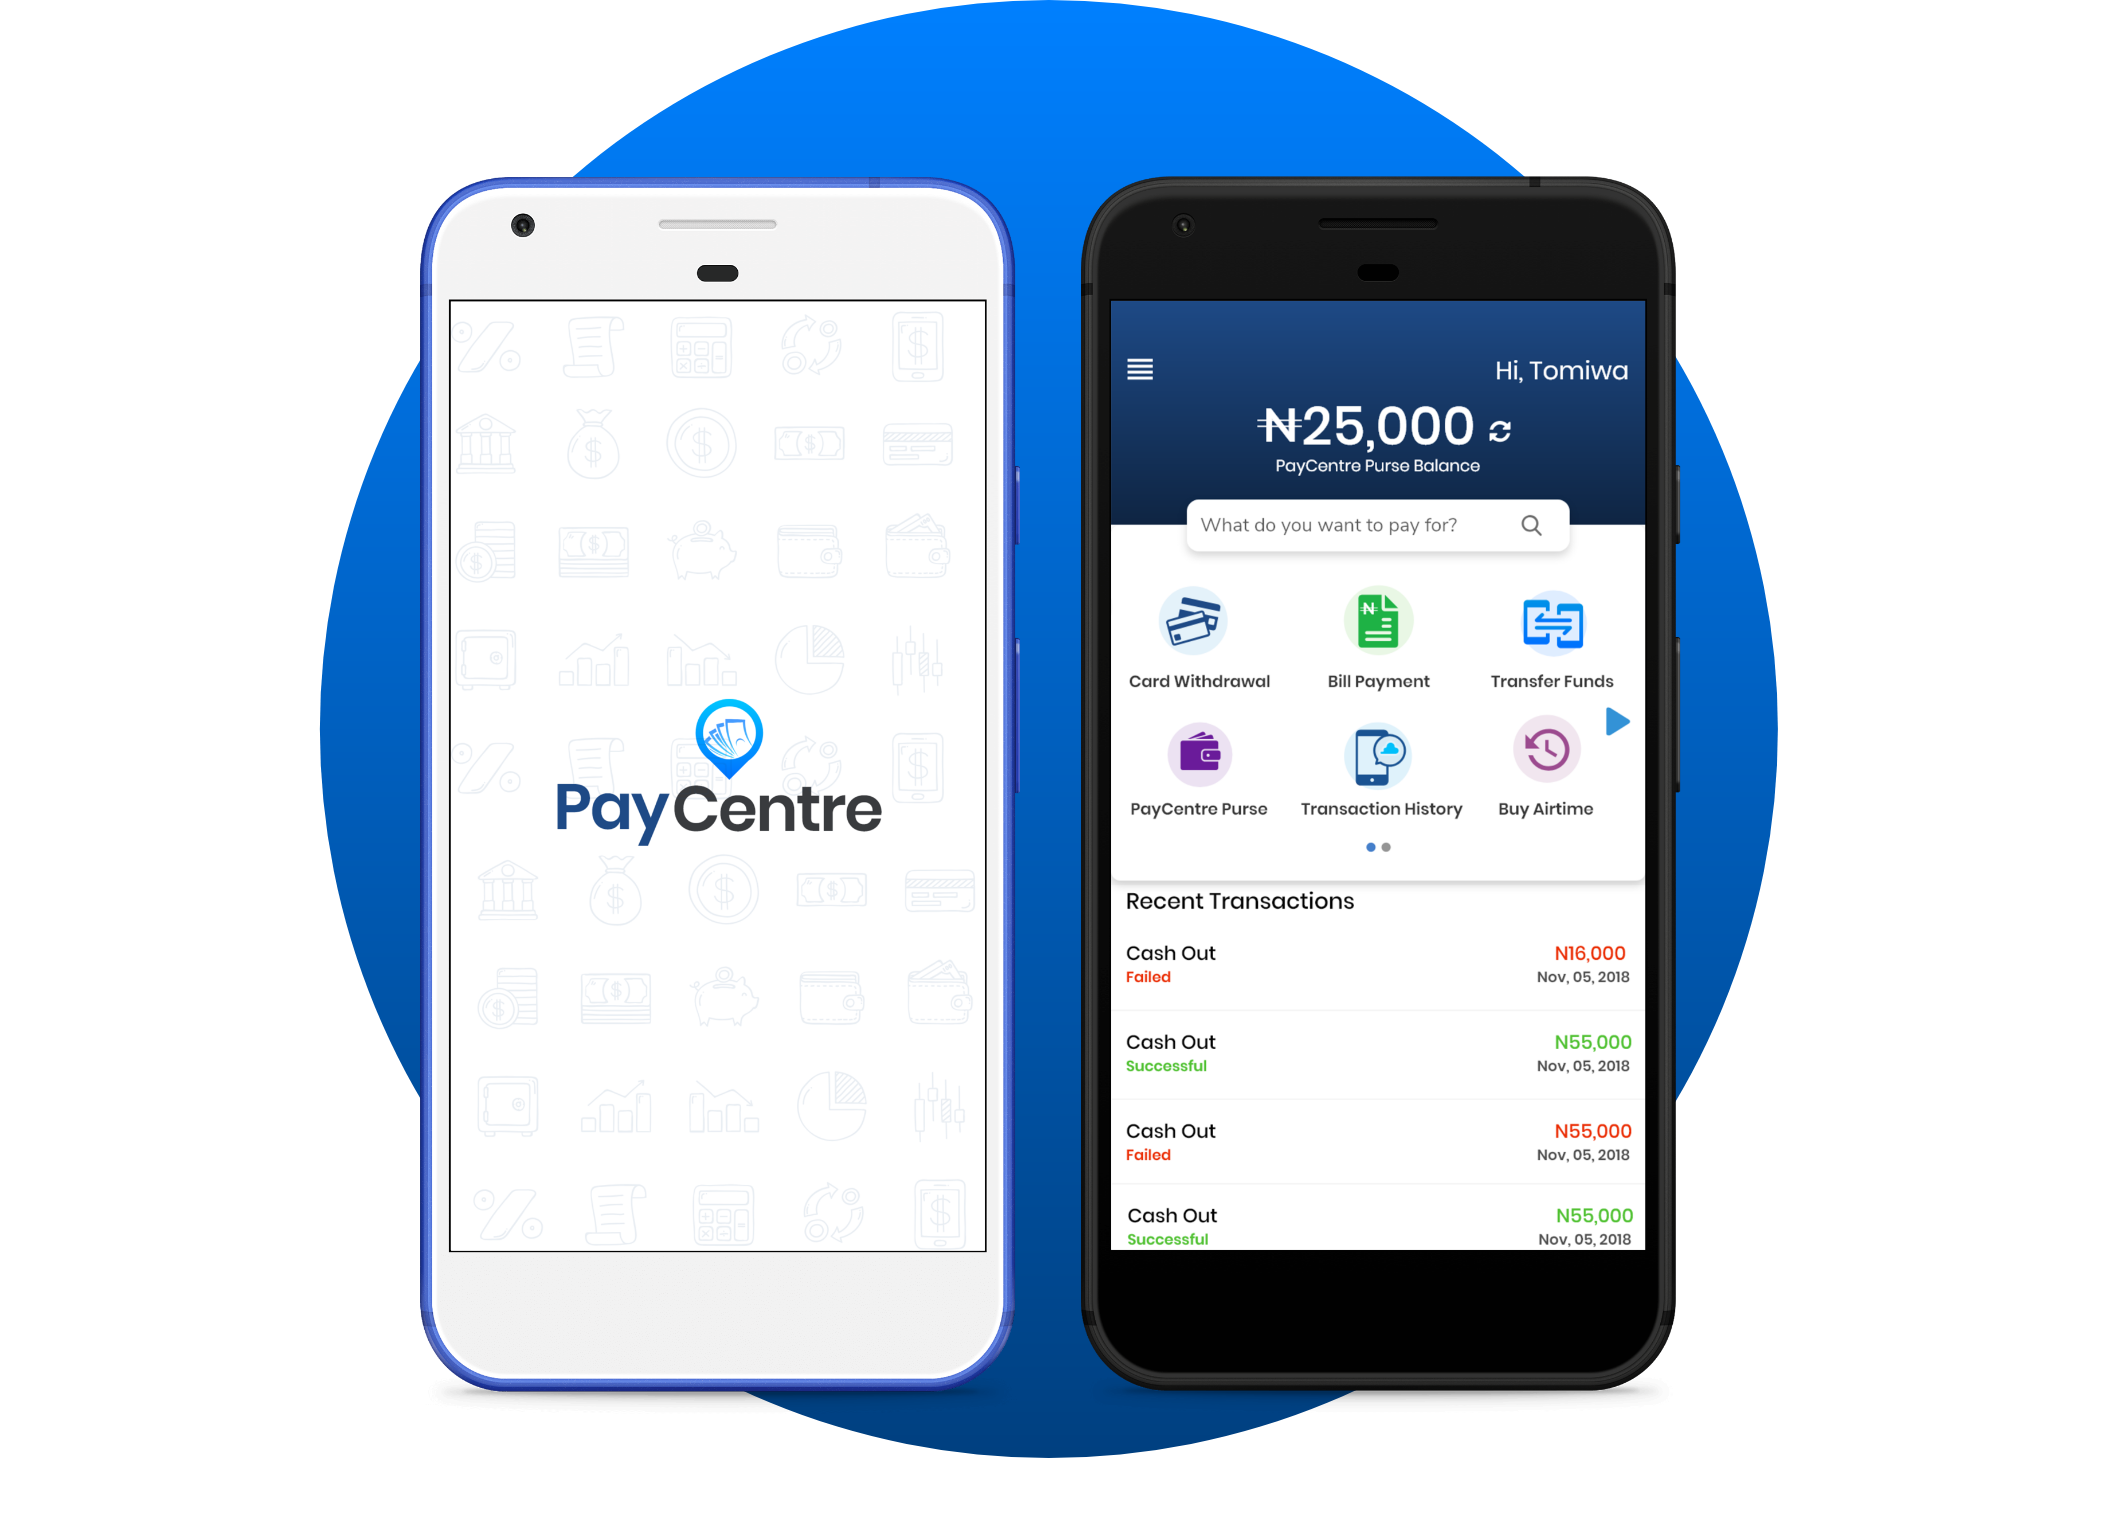 PayCentre
Hi, Tomiwa
₦25,000
PayCentre Purse Balance
What do you want to pay for?
Card Withdrawal
Bill Payment
Transfer Funds
PayCentre Purse
Transaction History
Buy Airtime
Recent Transactions
Cash Out N16,000
Failed Nov, 05, 2018
Cash Out N55,000
Successful Nov, 05, 2018
Cash Out N55,000
Failed Nov, 05, 2018
Cash Out N55,000
Successful Nov, 05, 2018